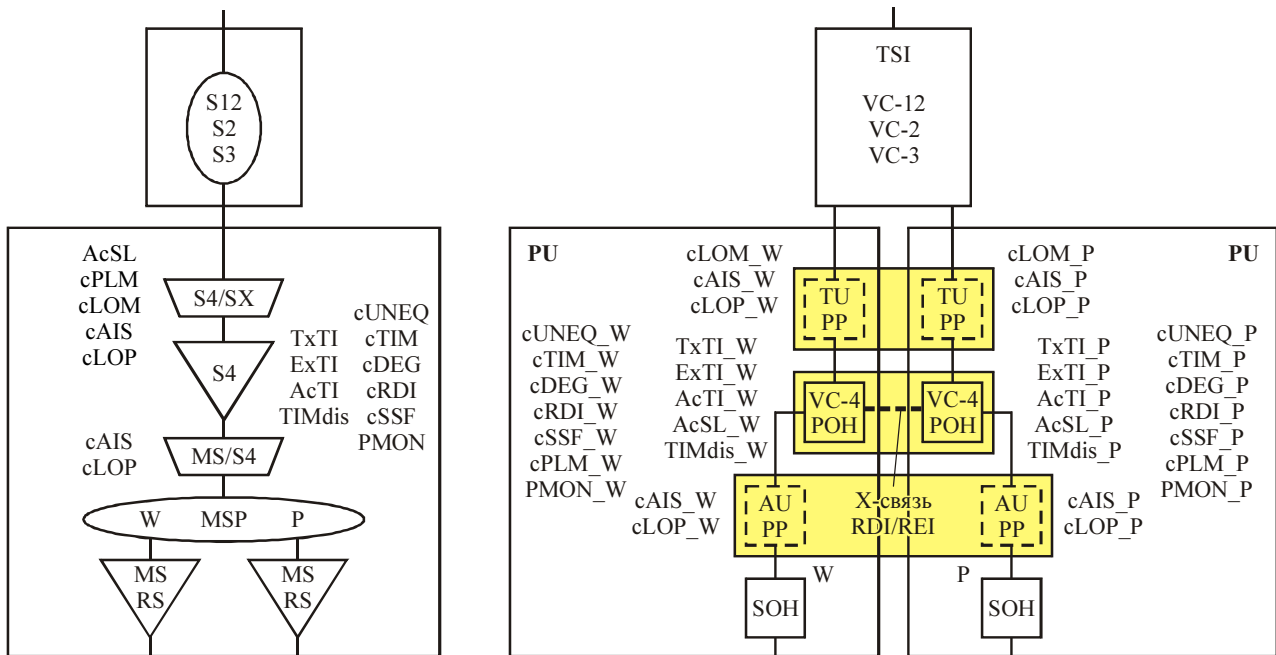 S12
S2
S3
AcSL
cPLM
cLOM
cAIS
cLOP
S4/SX
S4
TxTI
ExTI
AcTI
TIMdis
cUNEQ
cTIM
cDEG
cRDI
cSSF
PMON
cAIS
cLOP
MS/S4
W MSP P
MS
RS
MS
RS
TSI
VC-12
VC-2
VC-3
PU
cLOM_W
cAIS_W
cLOP_W
TU
PP
TU
PP
cLOM_P
cAIS_P
cLOP_P
PU
cUNEQ_W
cTIM_W
cDEG_W
cRDI_W
cSSF_W
cPLM_W
PMON_W
TxTI_W
ExTI_W
AcTI_W
AcSL_W
TIMdis_W
VC-4
POH
VC-4
POH
TxTI_P
ExTI_P
AcTI_P
AcSL_P
TIMdis_P
cUNEQ_P
cTIM_P
cDEG_P
cRDI_P
cSSF_P
cPLM_P
PMON_P
cAIS_W
cLOP_W
AU
PP
X-связь
RDI/REI
AU
PP
cAIS_P
cLOP_P
W
P
SOH
SOH